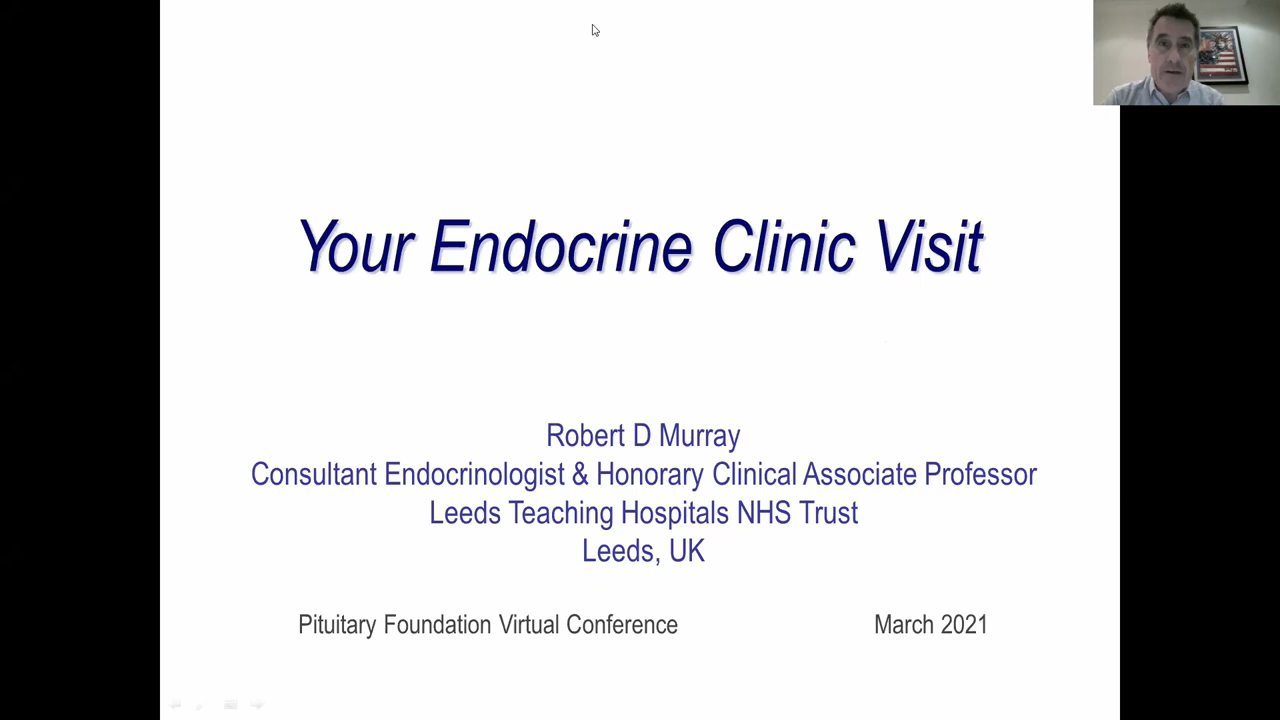 Your Endocrine Clinic Visit
Robert D Murray
Consultant Endocrinologist & Honorary Clinical Associate Professor
Leeds Teaching Hospitals NHS Trust
Leeds, UK
Pituitary Foundation Virtual Conference March 2021